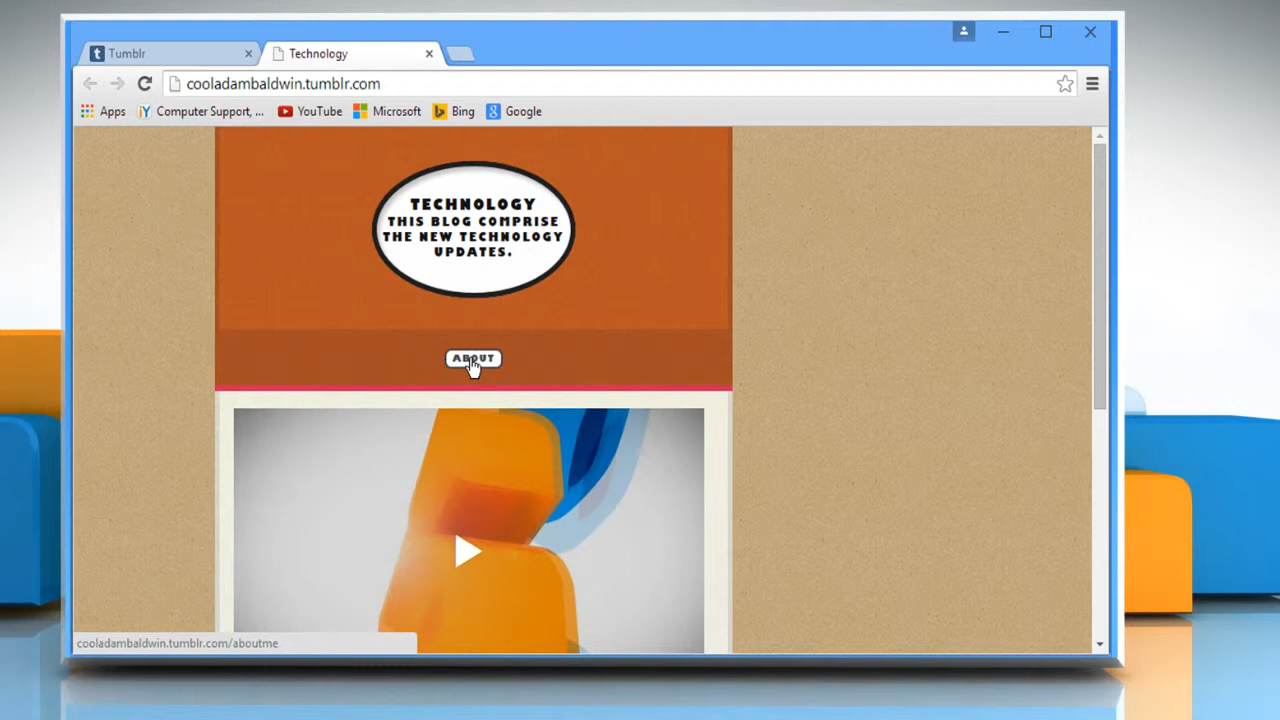 Tumblr
Technology
cooladambaldwin.tumblr.com
Apps Computer Support, ... YouTube Microsoft Bing Google
TECHNOLOGY
THIS BLOG COMPRISE
THE NEW TECHNOLOGY
UPDATES.
ABOUT
cooladambaldwin.tumblr.com/aboutme